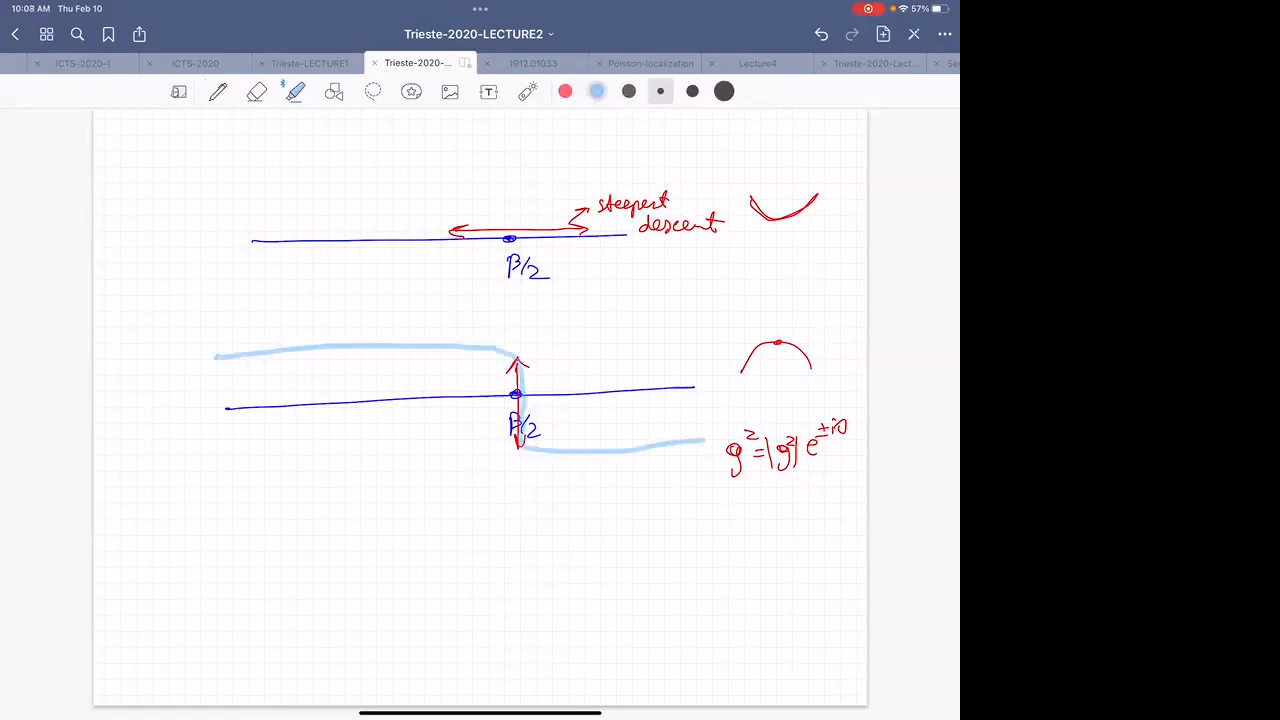 10:08 AM Thu Feb 10
57%
Trieste-2020-LECTURE2
ICTS-2020-1
ICTS-2020
Trieste-LECTURE1
Trieste-2020-...
1912.01033
Poisson-localization
Lecture4
Trieste-2020-Lect...
Se
T
steepest
descent
β/2
β/2
g²=|g²|e^{±iθ}